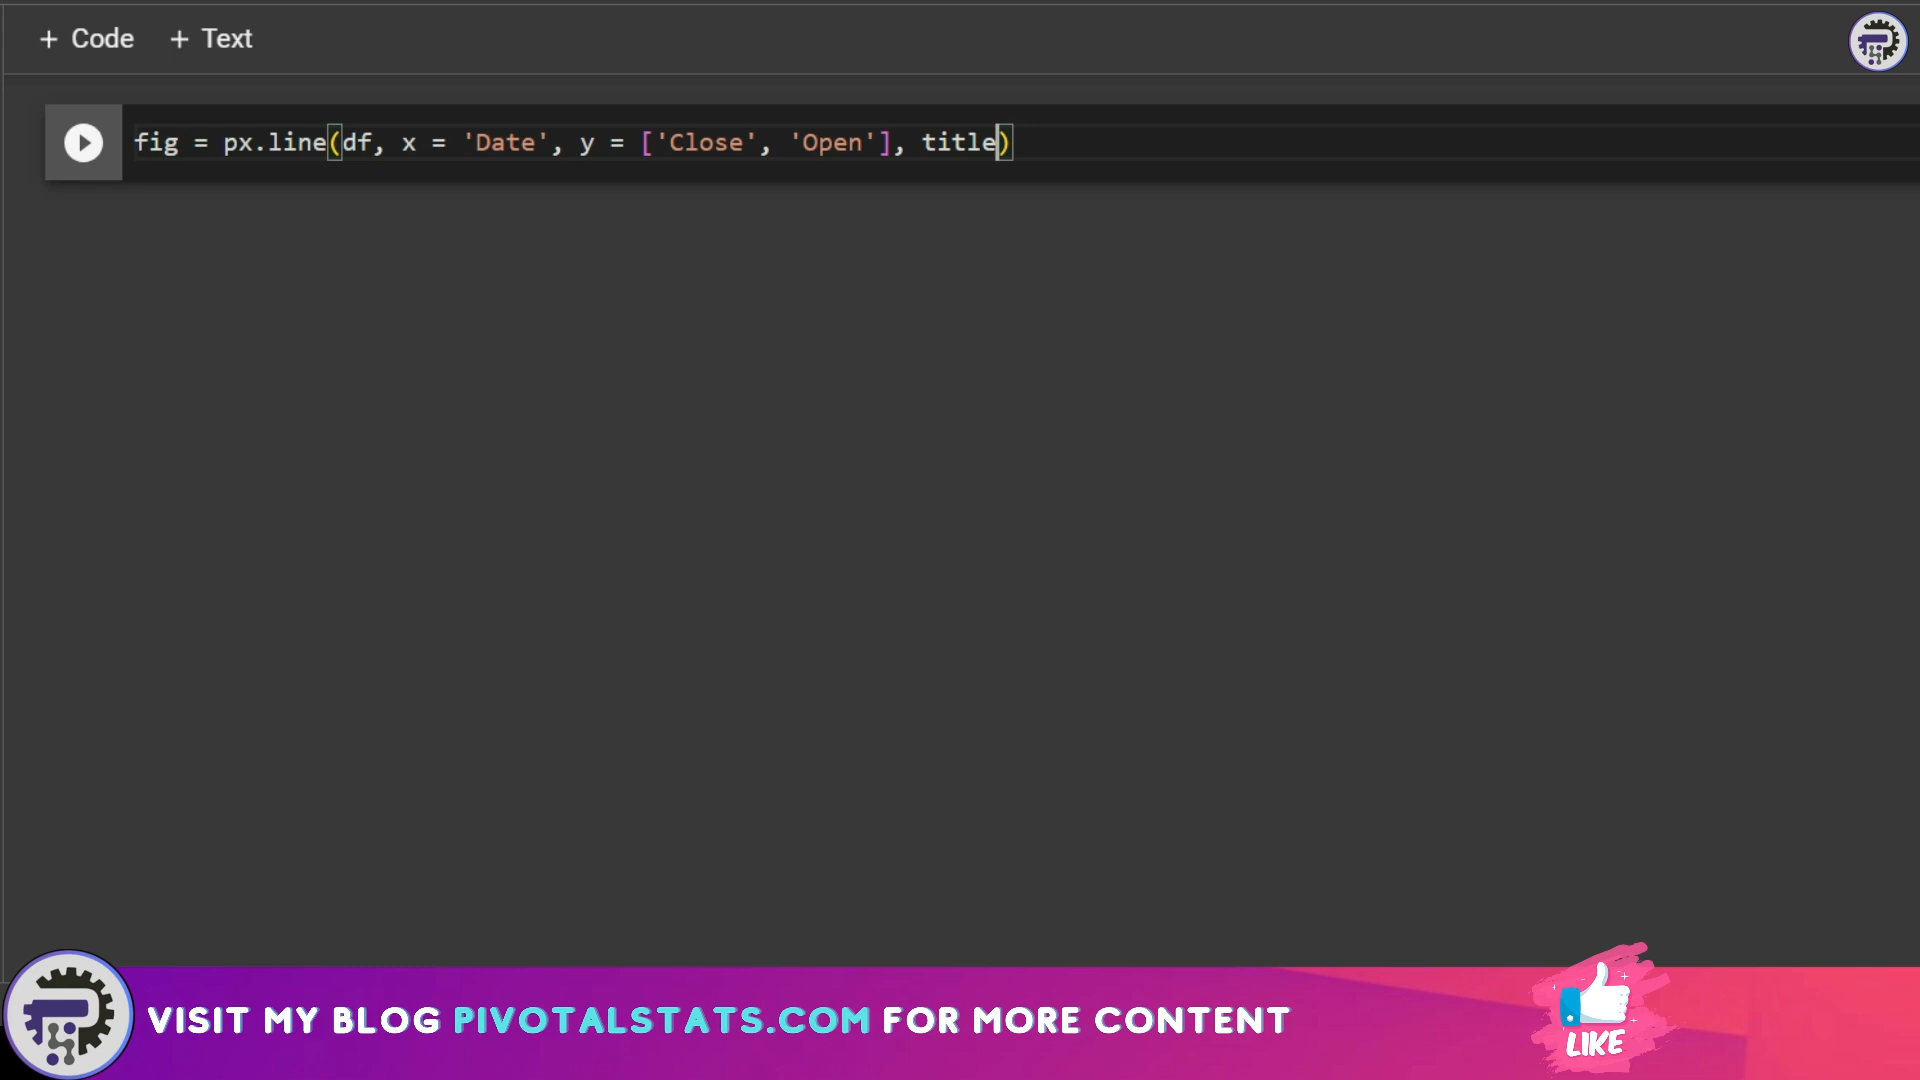 + Code + Text
fig = px.line(df, x = 'Date', y = ['Close', 'Open'], title)
VISIT MY BLOG PIVOTALSTATS.COM FOR MORE CONTENT
LIKE